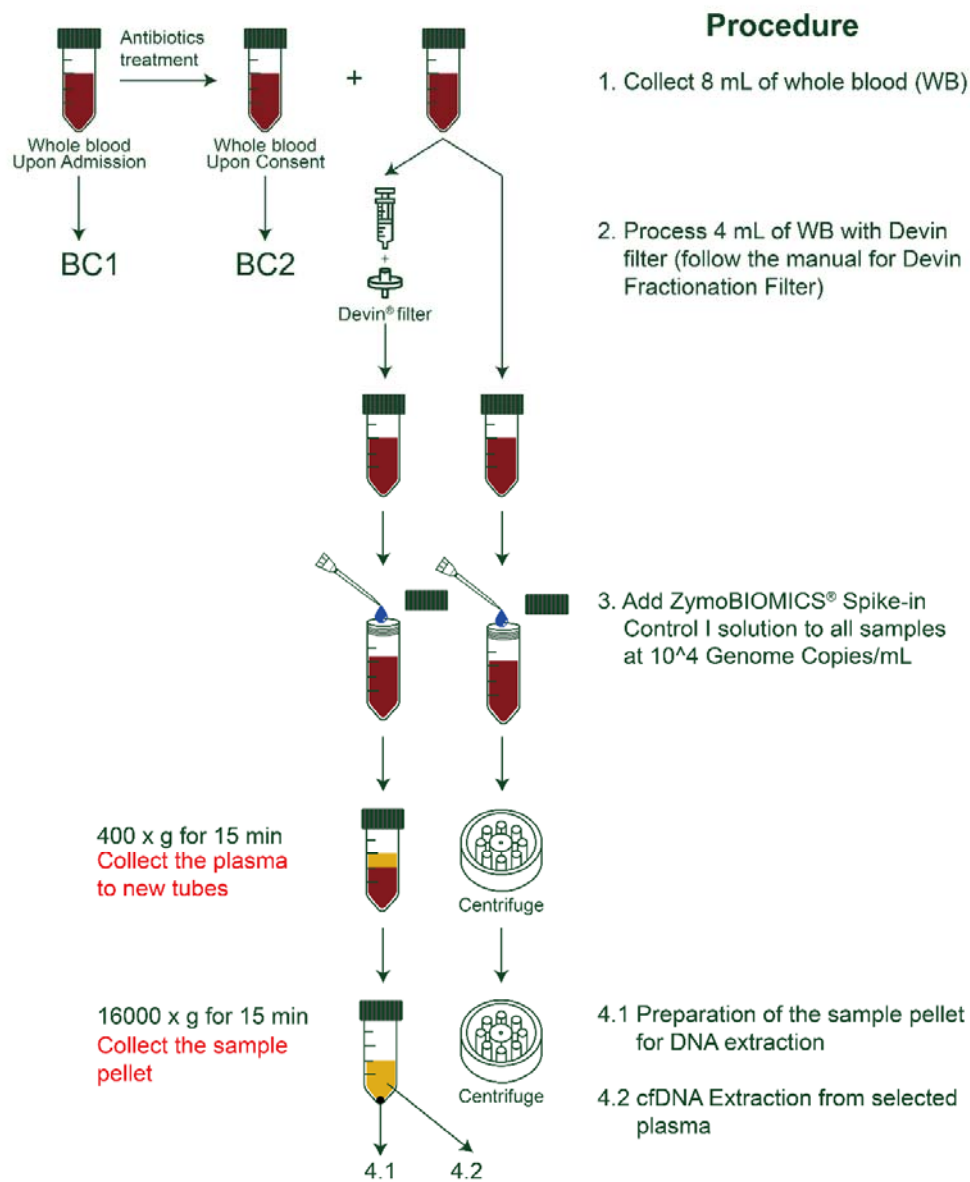 Procedure
Antibiotics
treatment
+
1. Collect 8 mL of whole blood (WB)
Whole blood
Upon Admission
Whole blood
Upon Consent
BC1
BC2
2. Process 4 mL of WB with Devin
filter (follow the manual for Devin
Fractionation Filter)
+
Devin® filter
3. Add ZymoBIOMICS® Spike-in
Control I solution to all samples
at 10^4 Genome Copies/mL
400 x g for 15 min
Collect the plasma
to new tubes
Centrifuge
16000 x g for 15 min
Collect the sample
pellet
Centrifuge
4.1 Preparation of the sample pellet
for DNA extraction
4.2 cfDNA Extraction from selected
plasma
4.1
4.2